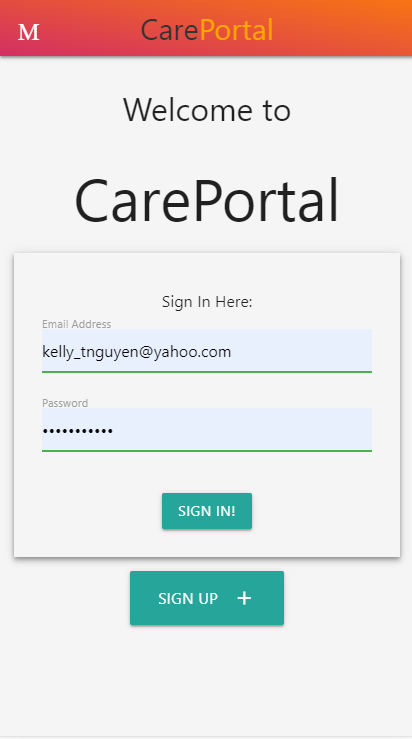 M
CarePortal
Welcome to
CarePortal
Sign In Here:
Email Address
kelly_tnguyen@yahoo.com
Password
•••••••••••
SIGN IN!
SIGN UP +